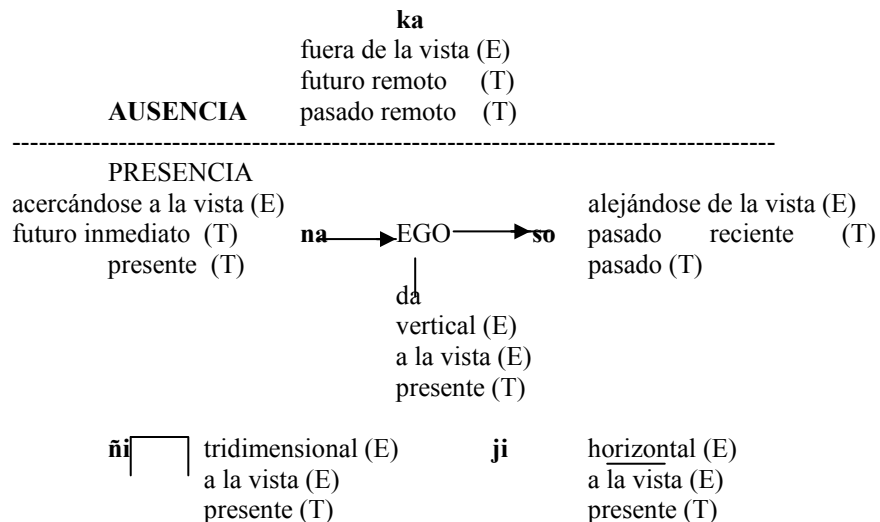 ka
fuera de la vista (E)
futuro remoto (T)
AUSENCIA pasado remoto (T)
---------------------------------------------------------------------------------------
PRESENCIA
acercándose a la vista (E) alejándose de la vista (E)
futuro inmediato (T) na EGO so pasado reciente (T)
presente (T) pasado (T)
da
vertical (E)
a la vista (E)
presente (T)
ñi tridimensional (E) ji horizontal (E)
a la vista (E) a la vista (E)
presente (T) presente (T)